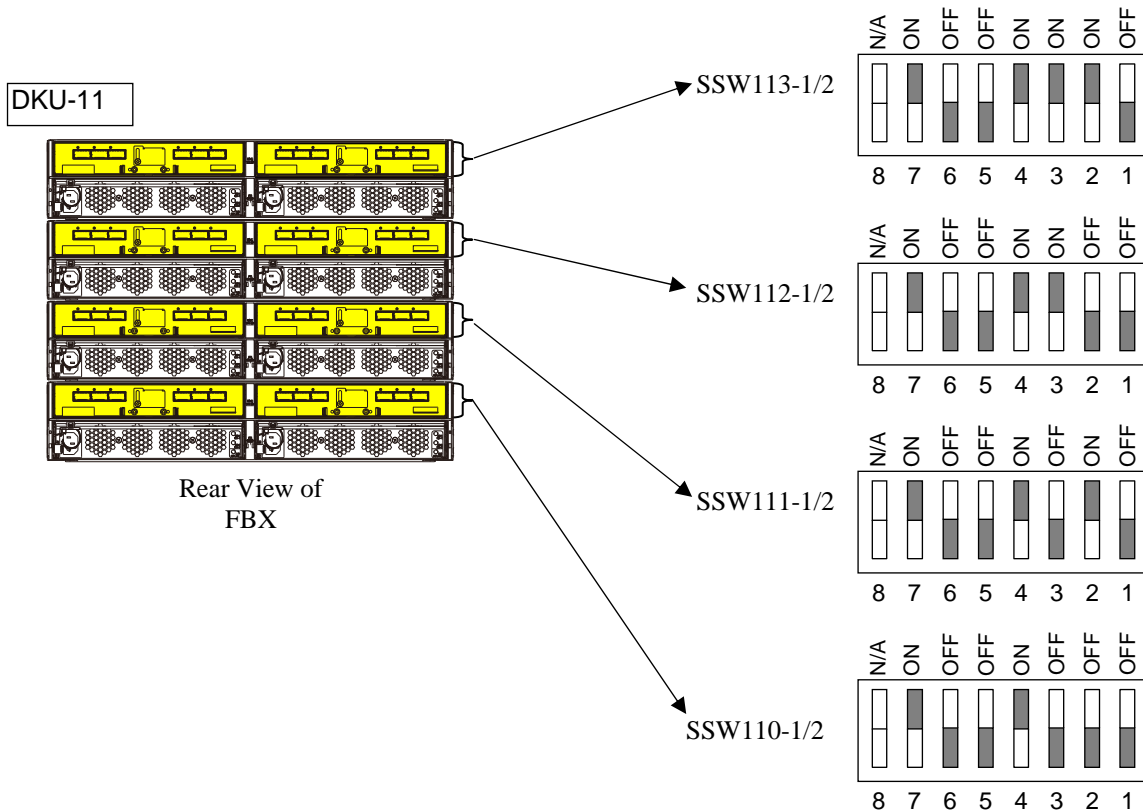 DKU-11
Rear View of
FBX
SSW113-1/2
N/A ON OFF OFF ON ON ON OFF
8 7 6 5 4 3 2 1
SSW112-1/2
N/A ON OFF OFF ON ON OFF OFF
8 7 6 5 4 3 2 1
SSW111-1/2
N/A ON OFF OFF ON OFF ON OFF
8 7 6 5 4 3 2 1
SSW110-1/2
N/A ON OFF OFF ON OFF OFF OFF
8 7 6 5 4 3 2 1